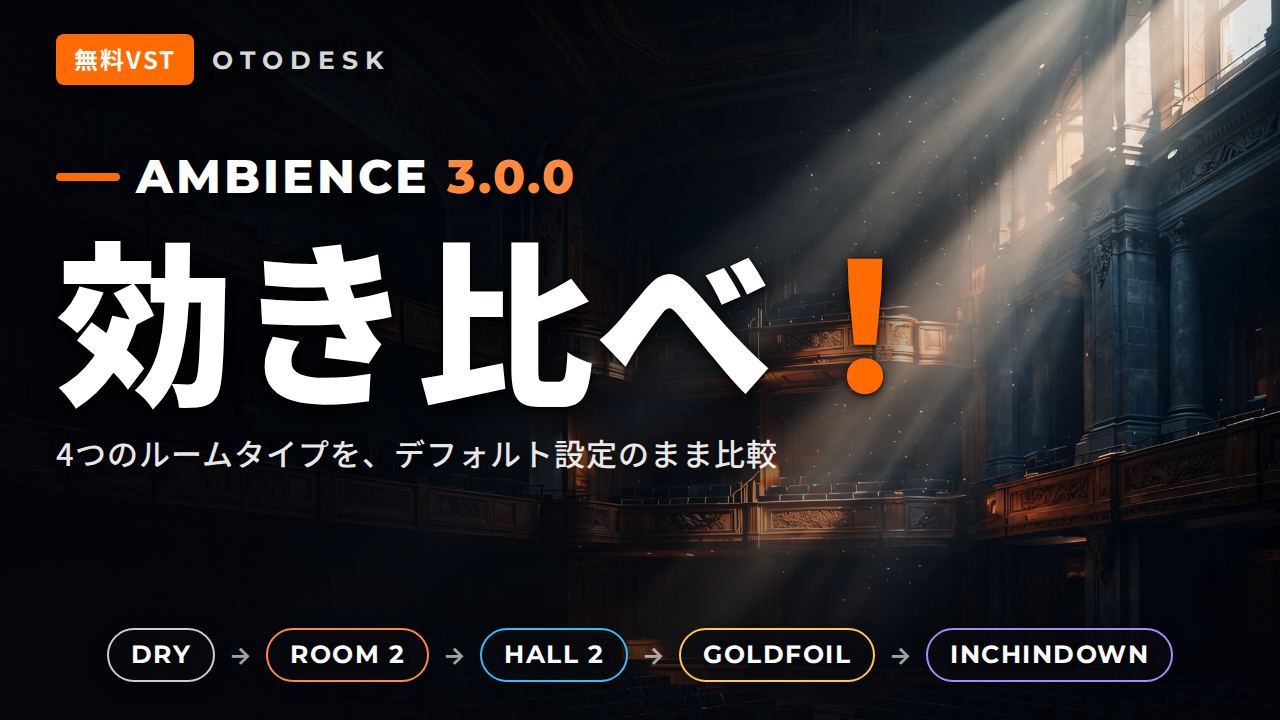 無料VST OTODESK
AMBIENCE 3.0.0
効き比べ！
4つのルームタイプを、デフォルト設定のまま比較
DRY → ROOM 2 → HALL 2 → GOLDFOIL → INCHINDOWN